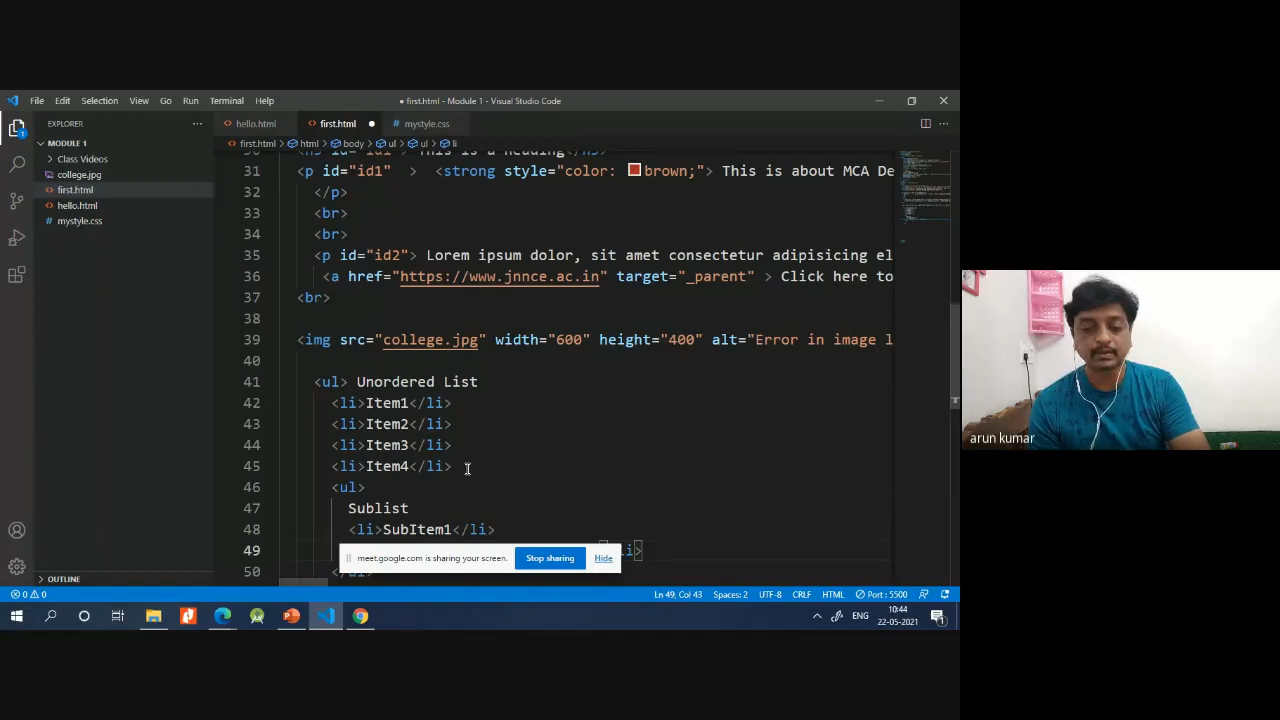 File Edit Selection View Go Run Terminal Help
● first.html - Module 1 - Visual Studio Code
EXPLORER ...
hello.html first.html ● # mystyle.css
MODULE 1
first.html > html > body > ul > ul > li
Class Videos
college.jpg
first.html
hello.html
# mystyle.css
31 <p id="id1" > <strong style="color: brown;"> This is about MCA De
32 </p>
33 <br>
34 <br>
35 <p id="id2"> Lorem ipsum dolor, sit amet consectetur adipisicing el
36 <a href="https://www.jnnce.ac.in" target="_parent" > Click here to
37 <br>
38
39 <img src="college.jpg" width="600" height="400" alt="Error in image l
40
41 <ul> Unordered List
42 <li>Item1</li>
43 <li>Item2</li>
44 <li>Item3</li>
45 <li>Item4</li>
46 <ul>
47 Sublist
48 <li>SubItem1</li>
49
50
meet.google.com is sharing your screen. Stop sharing Hide
OUTLINE
0 0 Ln 49, Col 43 Spaces: 2 UTF-8 CRLF HTML Port : 5500
ENG 10:44
22-05-2021
arun kumar